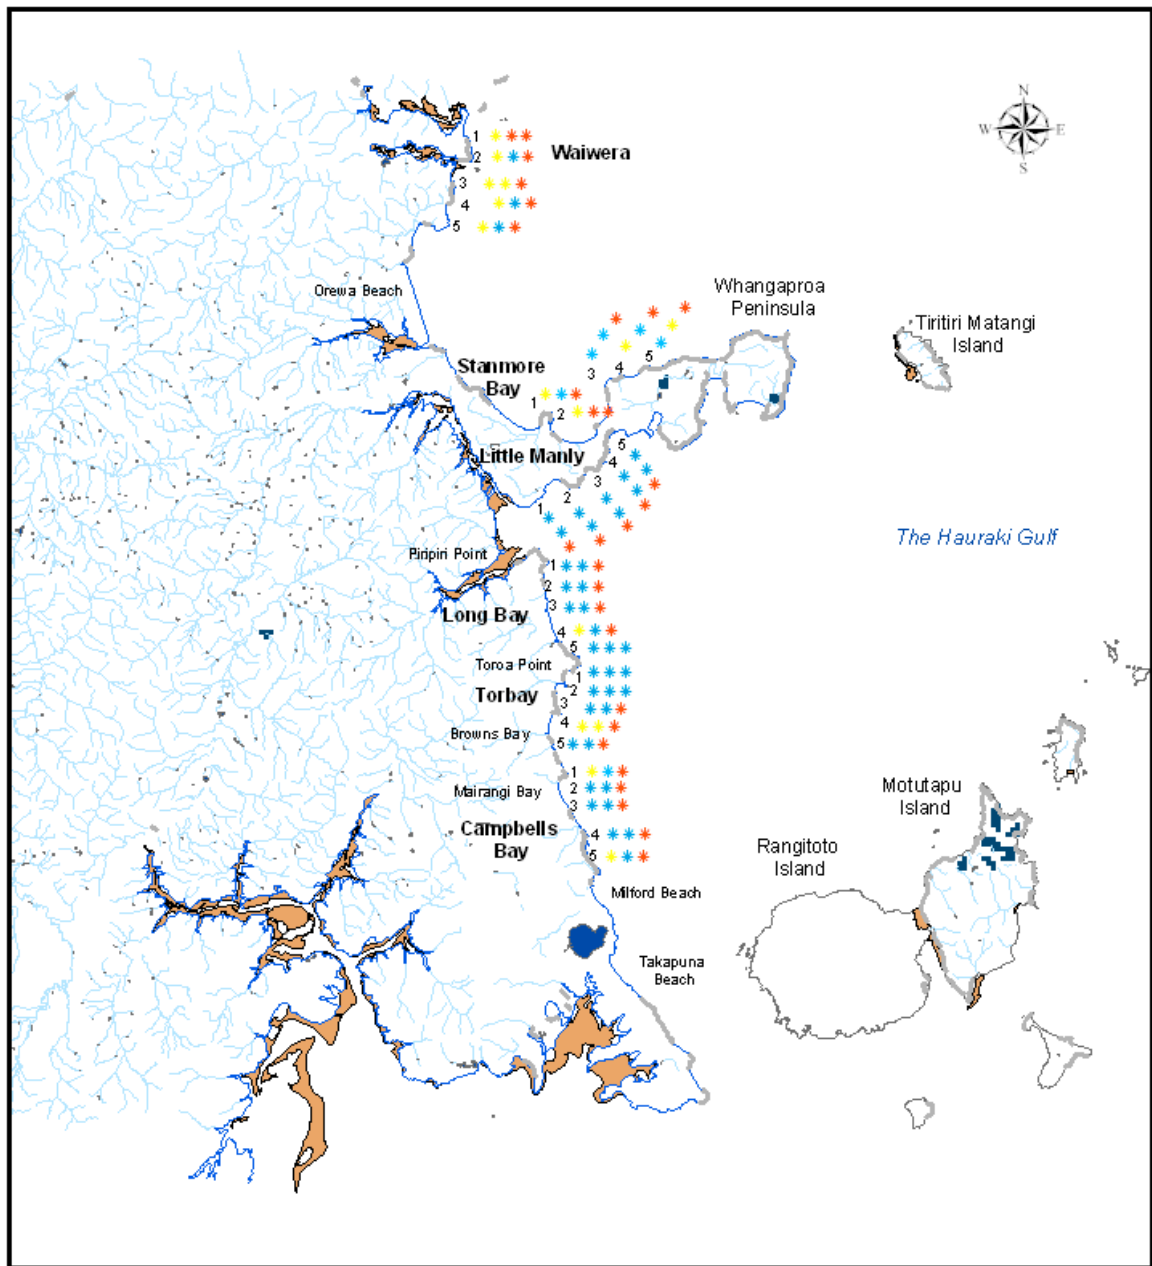 N
W E
S
1
2
Waiwera
3
4
5
Orewa Beach
Whangaproa
Peninsula
Tiritiri Matangi
Island
Stanmore
Bay
5
4
3
1
2
Little Manly
5
4
3
2
1
The Hauraki Gulf
Piripiri Point
1
2
3
Long Bay
4
5
Toroa Point
1
2
Torbay
3
4
Browns Bay
5
1
Mairangi Bay
2
3
Campbells
Bay
4
5
Motutapu
Island
Rangitoto
Island
Milford Beach
Takapuna
Beach